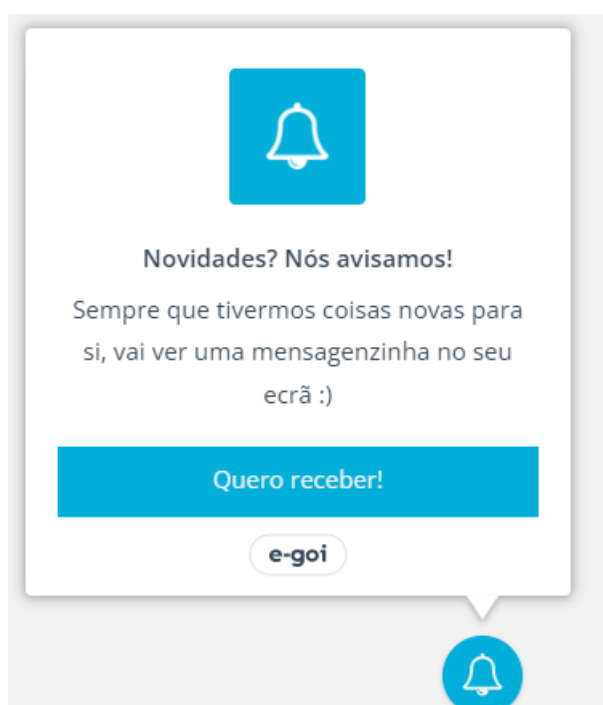 Novidades? Nós avisamos!
Sempre que tivermos coisas novas para
si, vai ver uma mensagenzinha no seu
ecrã :)
Quero receber!
e-goi